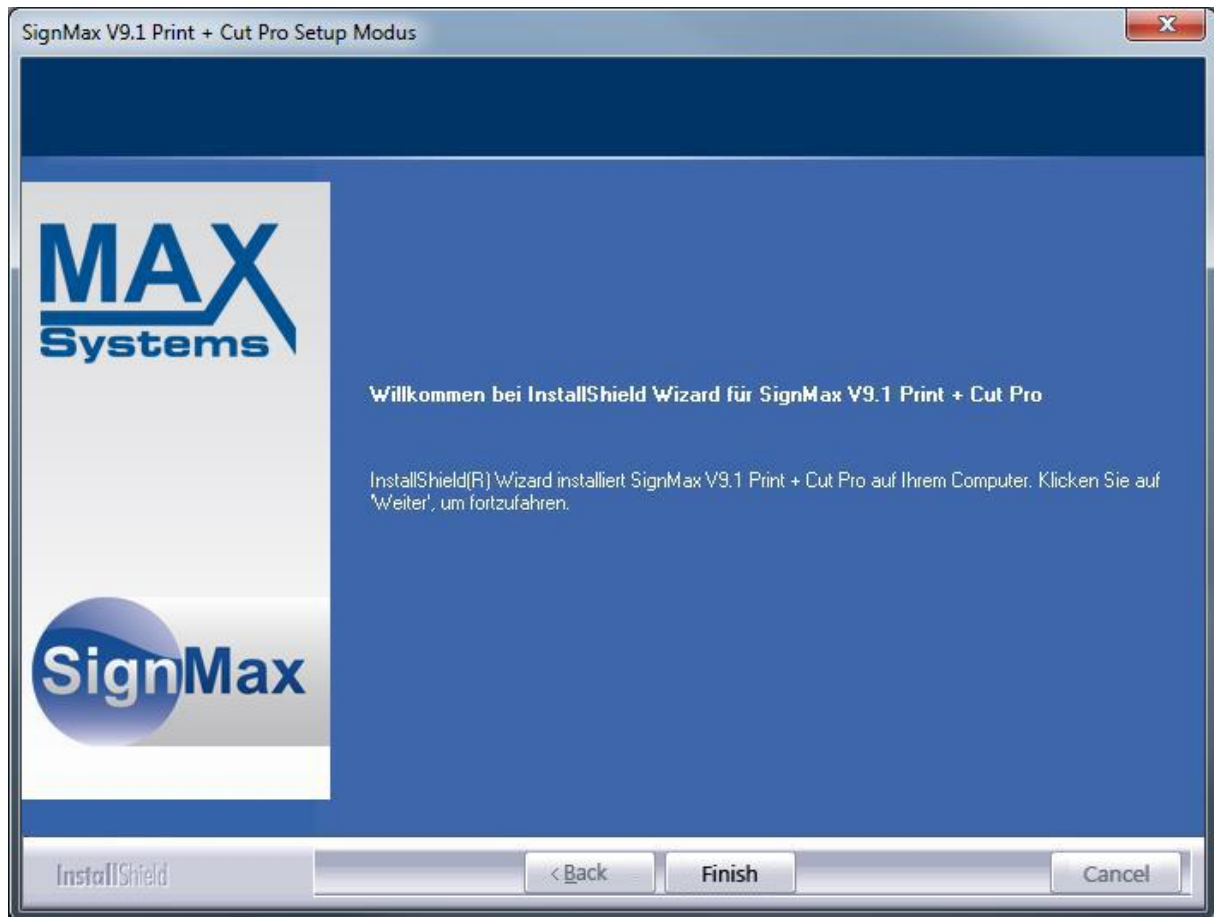 SignMax V9.1 Print + Cut Pro Setup Modus
MAX
Systems
Willkommen bei InstallShield Wizard für SignMax V9.1 Print + Cut Pro
InstallShield(R) Wizard installiert SignMax V9.1 Print + Cut Pro auf Ihrem Computer. Klicken Sie auf
'Weiter', um fortzufahren.
SignMax
InstallShield
< Back
Finish
Cancel